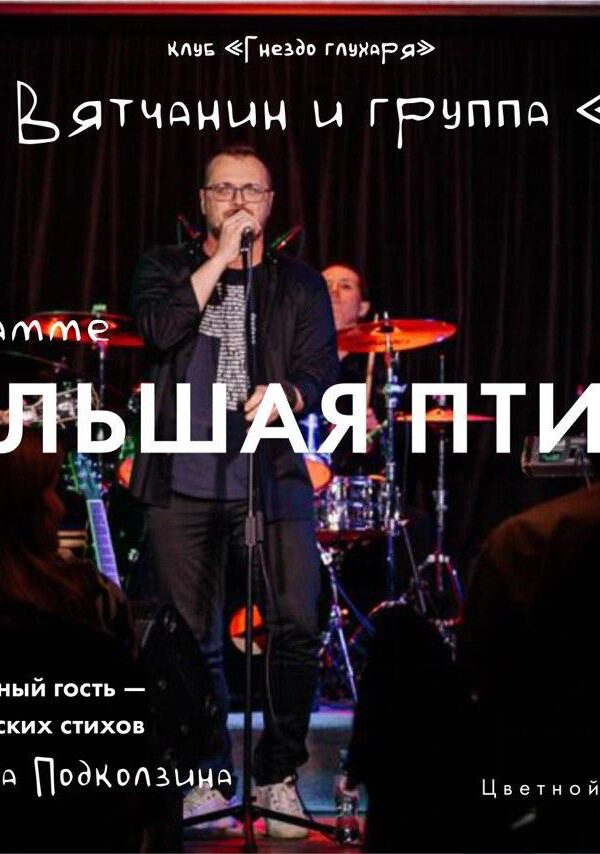 клуб «Гнездо глухаря»
Вятчанин и группа «
амме
ЛЬШАЯ ПТИ
ный гость —
ских стихов
а Подколзина
Цветной